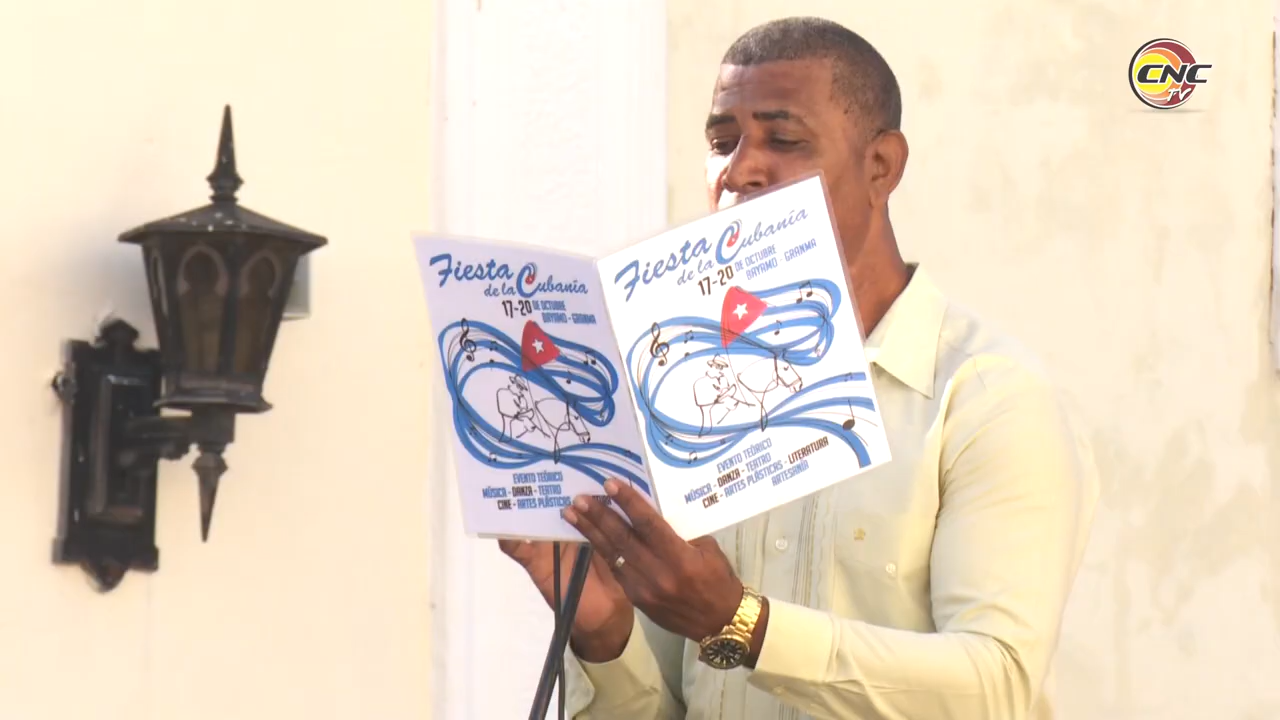 CNC
TV
Fiesta
de la Cubanía
17-20 DE OCTUBRE
BAYAMO - GRANMA
EVENTO TEÓRICO
MÚSICA - DANZA - TEATRO
CINE - ARTES PLÁSTICAS
Fiesta
de la Cubanía
17-20 DE OCTUBRE
BAYAMO - GRANMA
EVENTO TEÓRICO
MÚSICA - DANZA - TEATRO
CINE - ARTES PLÁSTICAS - LITERATURA
ARTESANÍA